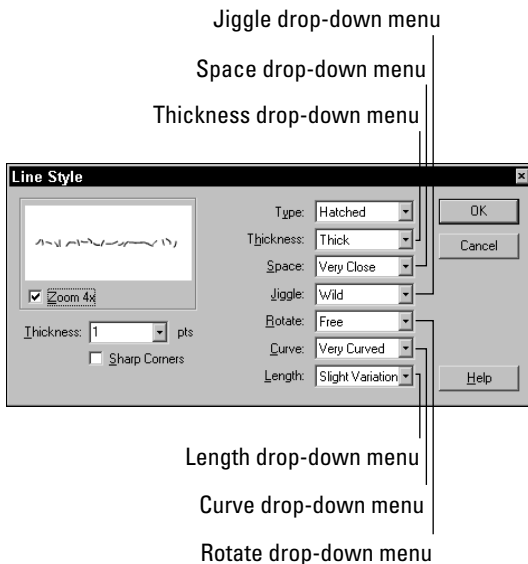 Jiggle drop-down menu
Space drop-down menu
Thickness drop-down menu
Line Style
Type: Hatched
OK
Thickness: Thick
Cancel
Space: Very Close
Zoom 4x
Jiggle: Wild
Thickness: 1 pts
Rotate: Free
Sharp Corners
Curve: Very Curved
Length: Slight Variation
Help
Length drop-down menu
Curve drop-down menu
Rotate drop-down menu